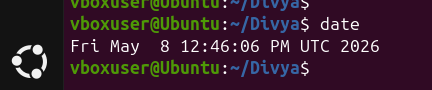 vboxuser@Ubuntu:~/Divya$
vboxuser@Ubuntu:~/Divya$ date
Fri May  8 12:46:06 PM UTC 2026
vboxuser@Ubuntu:~/Divya$